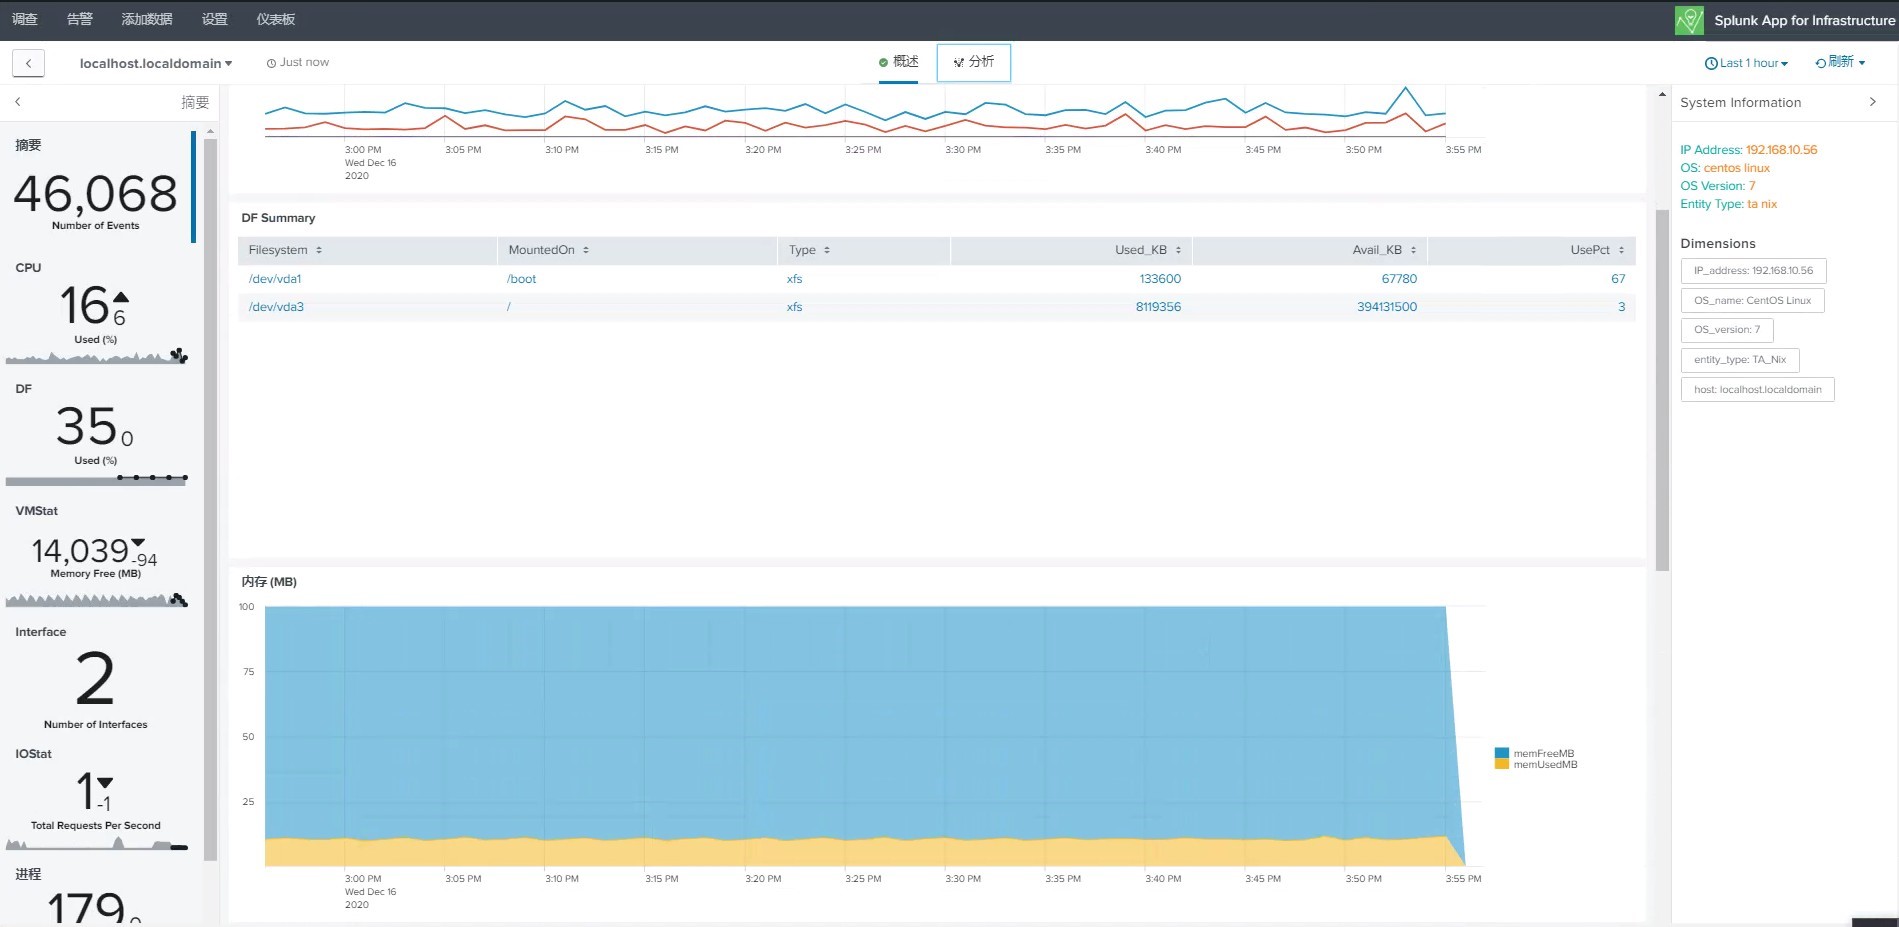 调查 告警 添加数据 设置 仪表板 Splunk App for Infrastructure
localhost.localdomain Just now 概述 分析 Last 1 hour 刷新
摘要
摘要
46,068
Number of Events
CPU
16 6
Used (%)
DF
35 0
Used (%)
VMStat
14,039 -94
Memory Free (MB)
Interface
2
Number of Interfaces
IOStat
1 -1
Total Requests Per Second
进程
179 0
3:00 PM 3:05 PM 3:10 PM 3:15 PM 3:20 PM 3:25 PM 3:30 PM 3:35 PM 3:40 PM 3:45 PM 3:50 PM 3:55 PM
Wed Dec 16
2020
DF Summary
Filesystem MountedOn Type Used_KB Avail_KB UsePct
/dev/vda1 /boot xfs 133600 67780 67
/dev/vda3 / xfs 8119356 394131500 3
内存 (MB)
100
75
50
25
memFreeMB
memUsedMB
3:00 PM 3:05 PM 3:10 PM 3:15 PM 3:20 PM 3:25 PM 3:30 PM 3:35 PM 3:40 PM 3:45 PM 3:50 PM 3:55 PM
Wed Dec 16
2020
System Information
IP Address: 192.168.10.56
OS: centos linux
OS Version: 7
Entity Type: ta nix
Dimensions
IP_address: 192.168.10.56
OS_name: CentOS Linux
OS_version: 7
entity_type: TA_Nix
host: localhost.localdomain